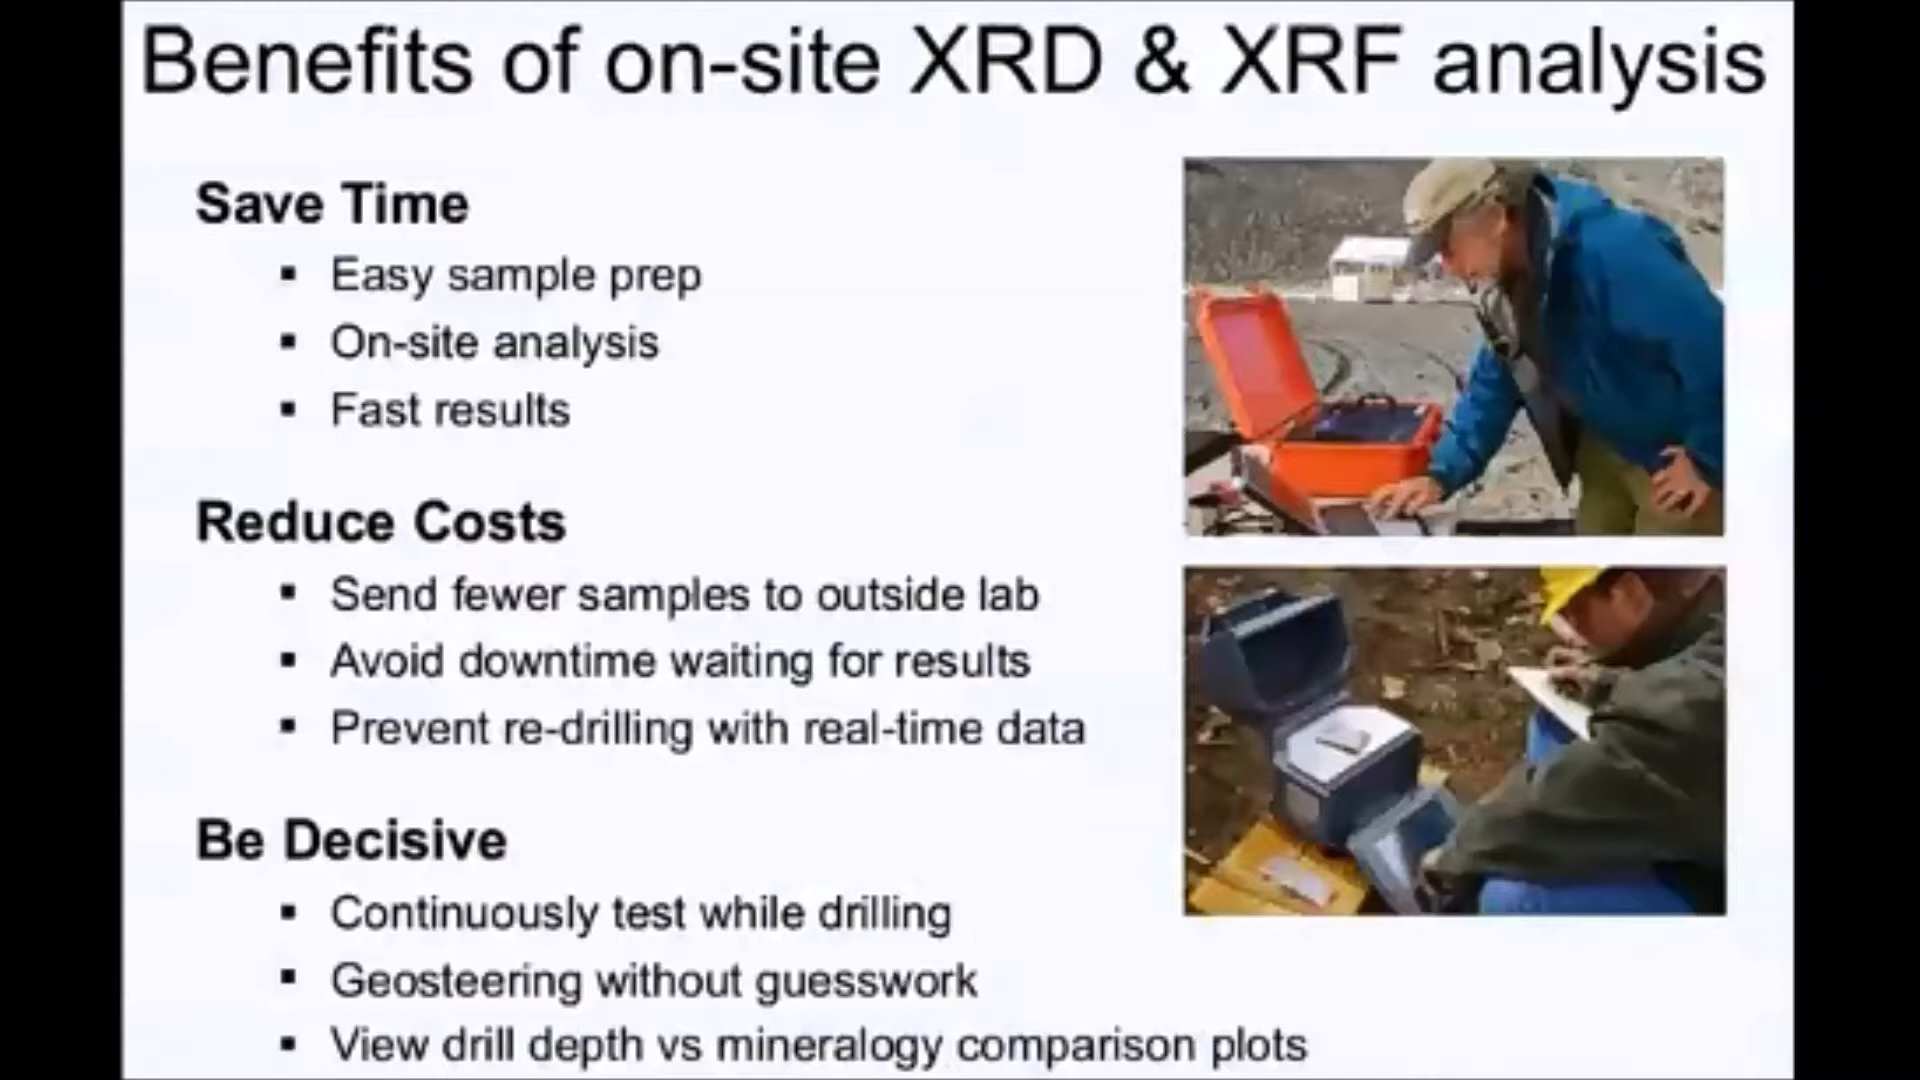 Benefits of on-site XRD & XRF analysis
Save Time
▪ Easy sample prep
▪ On-site analysis
▪ Fast results
Reduce Costs
▪ Send fewer samples to outside lab
▪ Avoid downtime waiting for results
▪ Prevent re-drilling with real-time data
Be Decisive
▪ Continuously test while drilling
▪ Geosteering without guesswork
▪ View drill depth vs mineralogy comparison plots